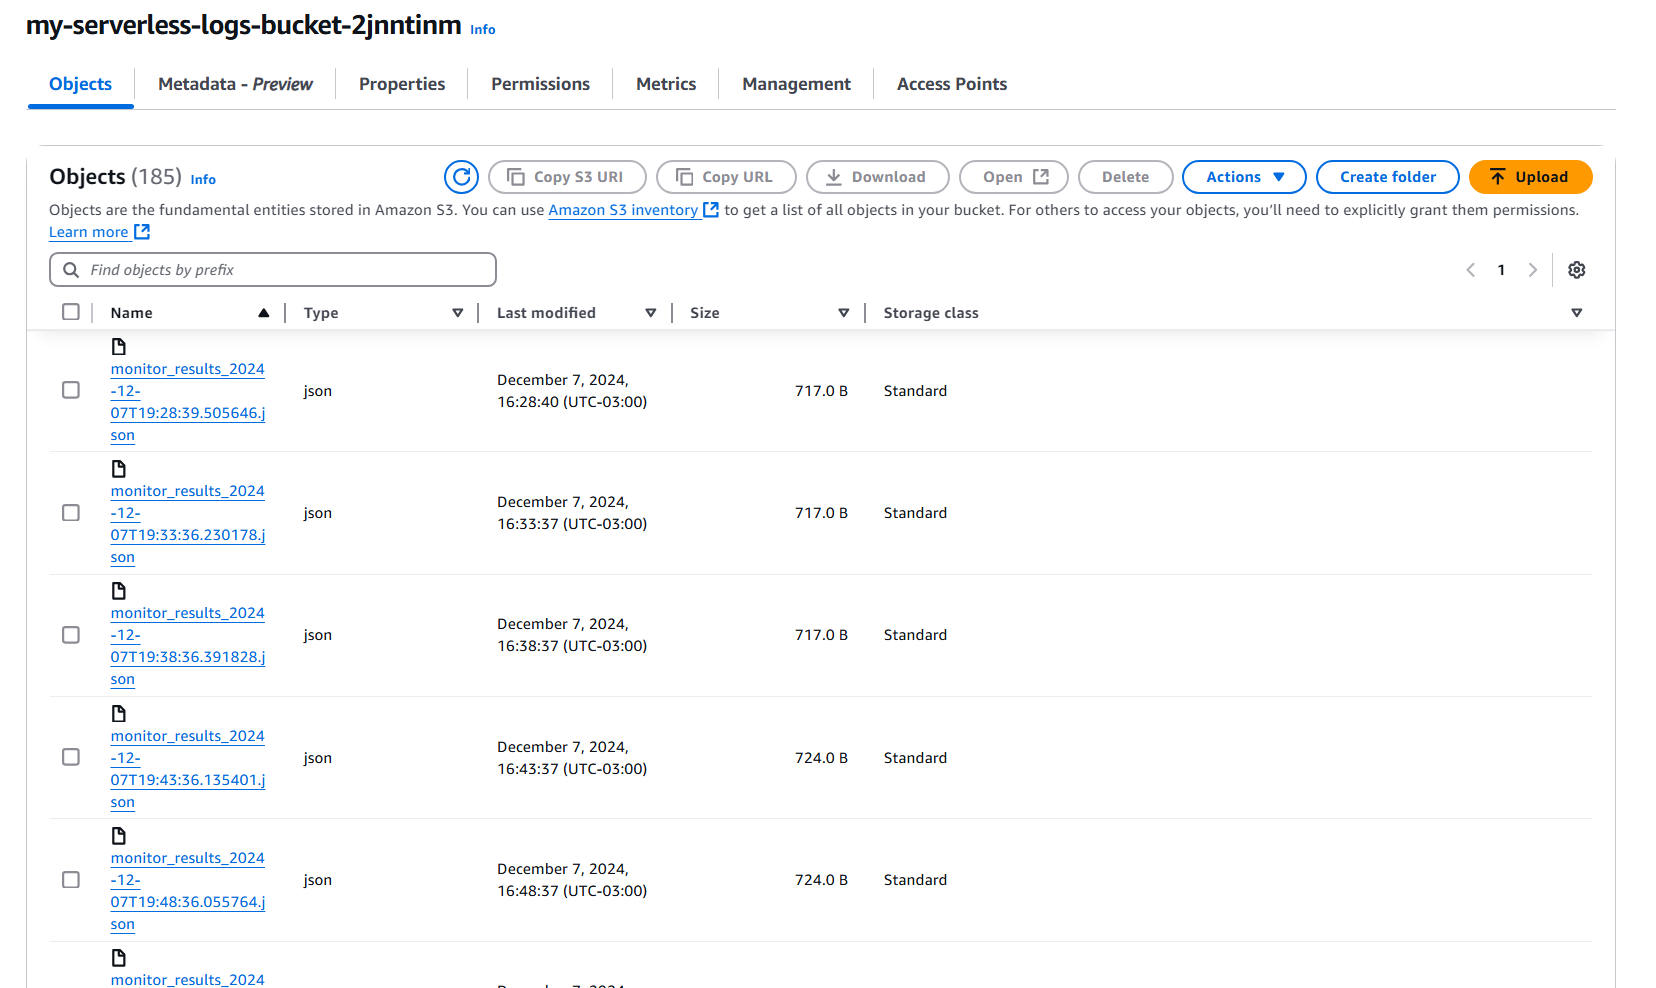 my-serverless-logs-bucket-2jnntinm Info
Objects Metadata - Preview Properties Permissions Metrics Management Access Points
Objects (185) Info Copy S3 URI Copy URL Download Open Delete Actions Create folder Upload
Objects are the fundamental entities stored in Amazon S3. You can use Amazon S3 inventory to get a list of all objects in your bucket. For others to access your objects, you’ll need to explicitly grant them permissions.
Learn more
Find objects by prefix 1
Name Type Last modified Size Storage class
monitor_results_2024
-12-
07T19:28:39.505646.j
son
json
December 7, 2024,
16:28:40 (UTC-03:00)
717.0 B
Standard
monitor_results_2024
-12-
07T19:33:36.230178.j
son
json
December 7, 2024,
16:33:37 (UTC-03:00)
717.0 B
Standard
monitor_results_2024
-12-
07T19:38:36.391828.j
son
json
December 7, 2024,
16:38:37 (UTC-03:00)
717.0 B
Standard
monitor_results_2024
-12-
07T19:43:36.135401.j
son
json
December 7, 2024,
16:43:37 (UTC-03:00)
724.0 B
Standard
monitor_results_2024
-12-
07T19:48:36.055764.j
son
json
December 7, 2024,
16:48:37 (UTC-03:00)
724.0 B
Standard
monitor_results_2024